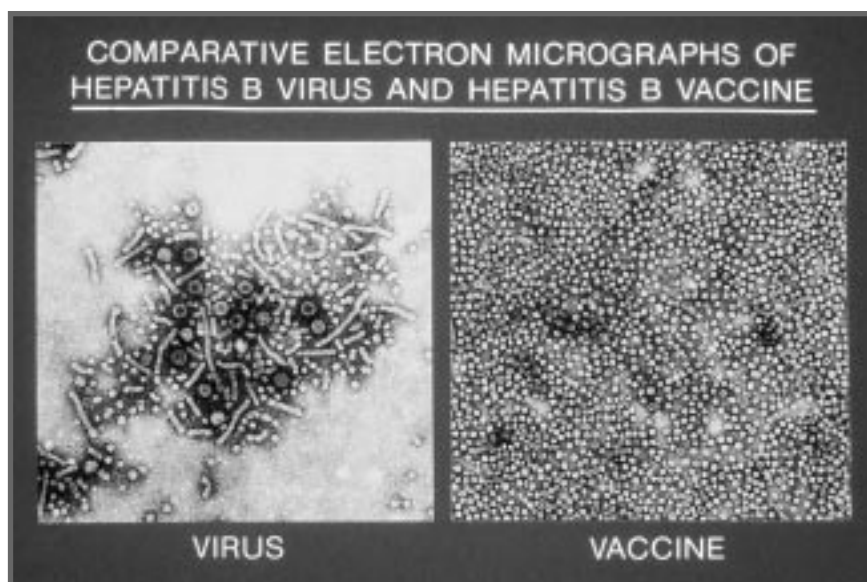 COMPARATIVE ELECTRON MICROGRAPHS OF
HEPATITIS B VIRUS AND HEPATITIS B VACCINE
VIRUS
VACCINE